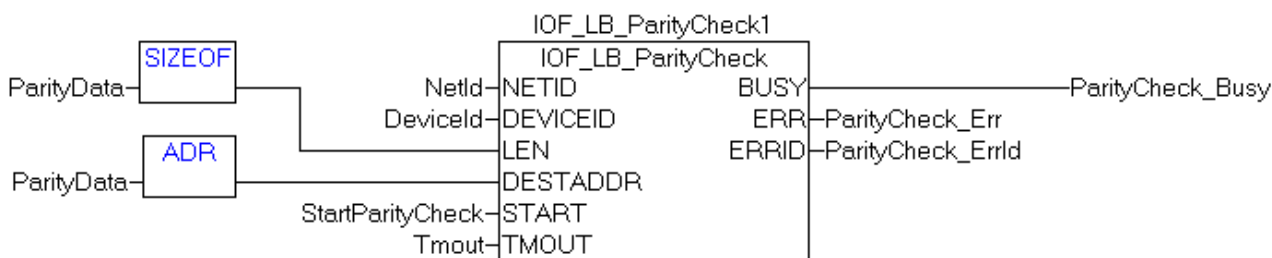 IOF_LB_ParityCheck1
SIZEOF IOF_LB_ParityCheck
ParityData NetId NETID BUSY ParityCheck_Busy
DeviceId DEVICEID ERR ParityCheck_Err
ADR LEN ERRID ParityCheck_ErrId
ParityData DESTADDR
StartParityCheck START
Tmout TMOUT